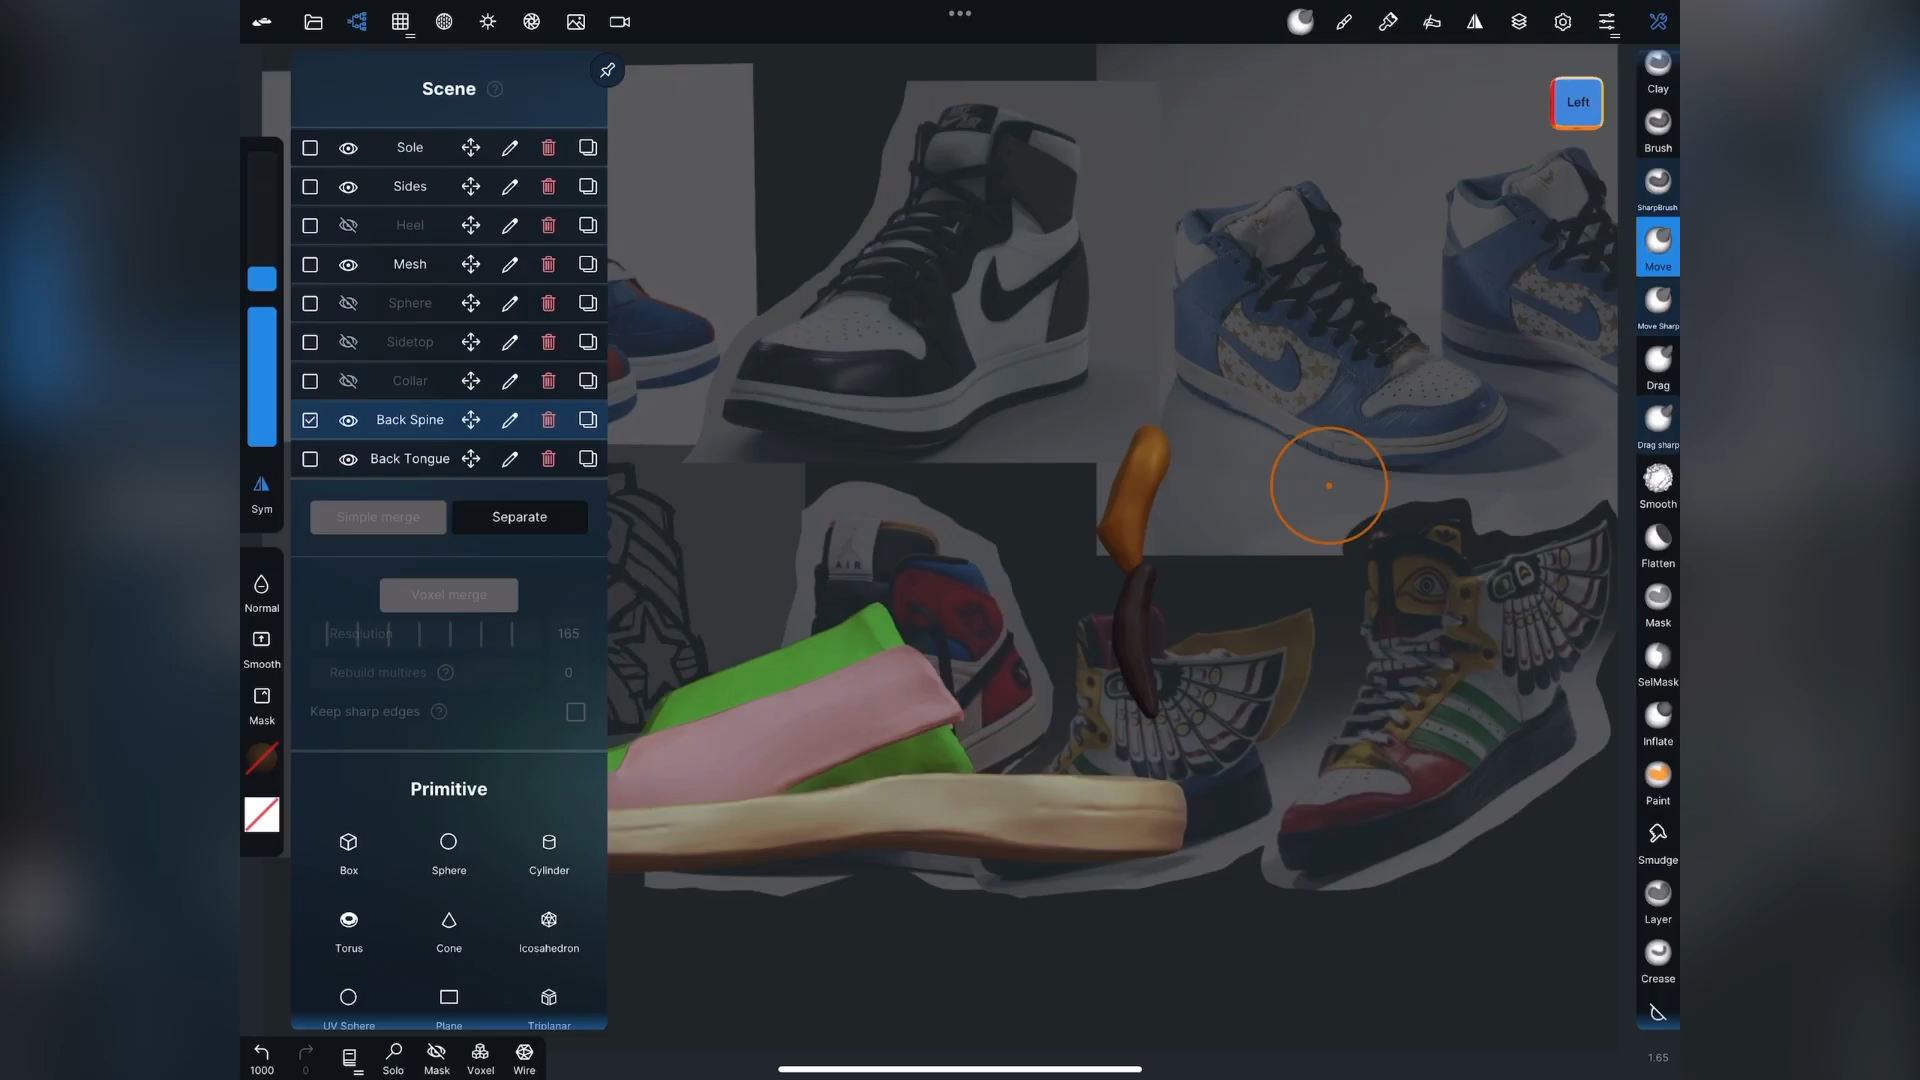 Scene
Sole
Sides
Heel
Mesh
Sphere
Sidetop
Collar
Back Spine
Back Tongue
Simple merge
Separate
Voxel merge
Resolution 165
Rebuild multires 0
Keep sharp edges
Primitive
Box Sphere Cylinder
Torus Cone Icosahedron
UV Sphere Plane Triplanar
Sym
Normal
Smooth
Mask
1000 0 Solo Mask Voxel Wire
AIR
Left
Clay
Brush
SharpBrush
Move
Move Sharp
Drag
Drag sharp
Smooth
Flatten
Mask
SelMask
Inflate
Paint
Smudge
Layer
Crease
1.65